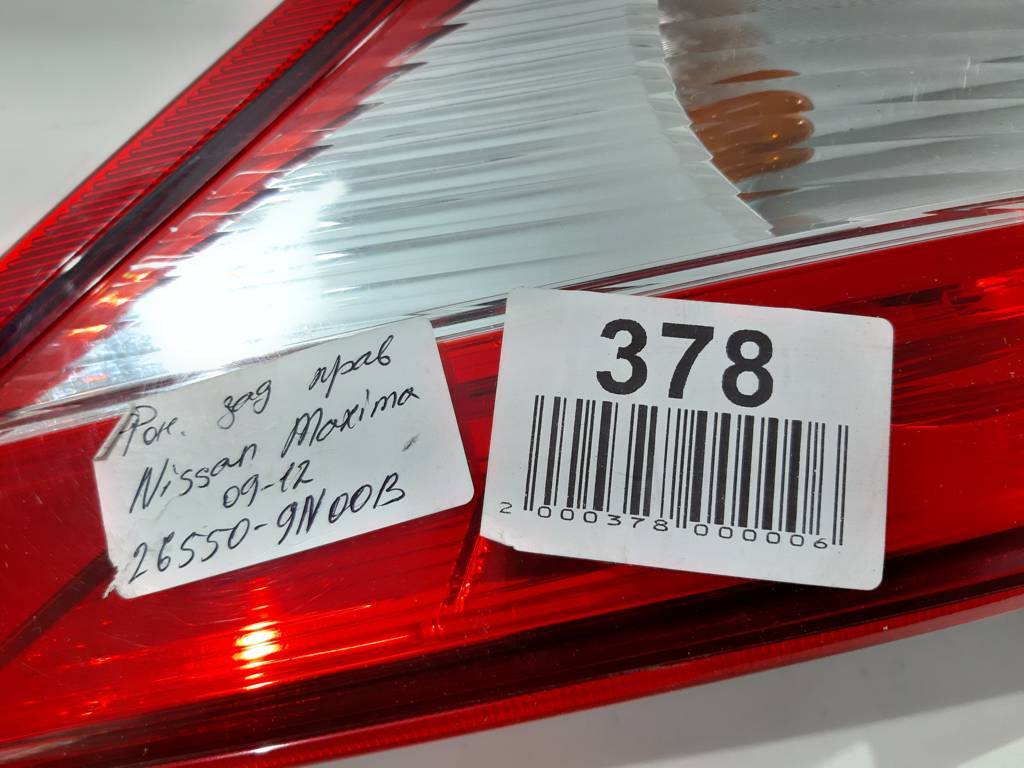 Фон. зад прав
Nissan Maxima
09-12
26550-9N00B
378
2 000378 000006